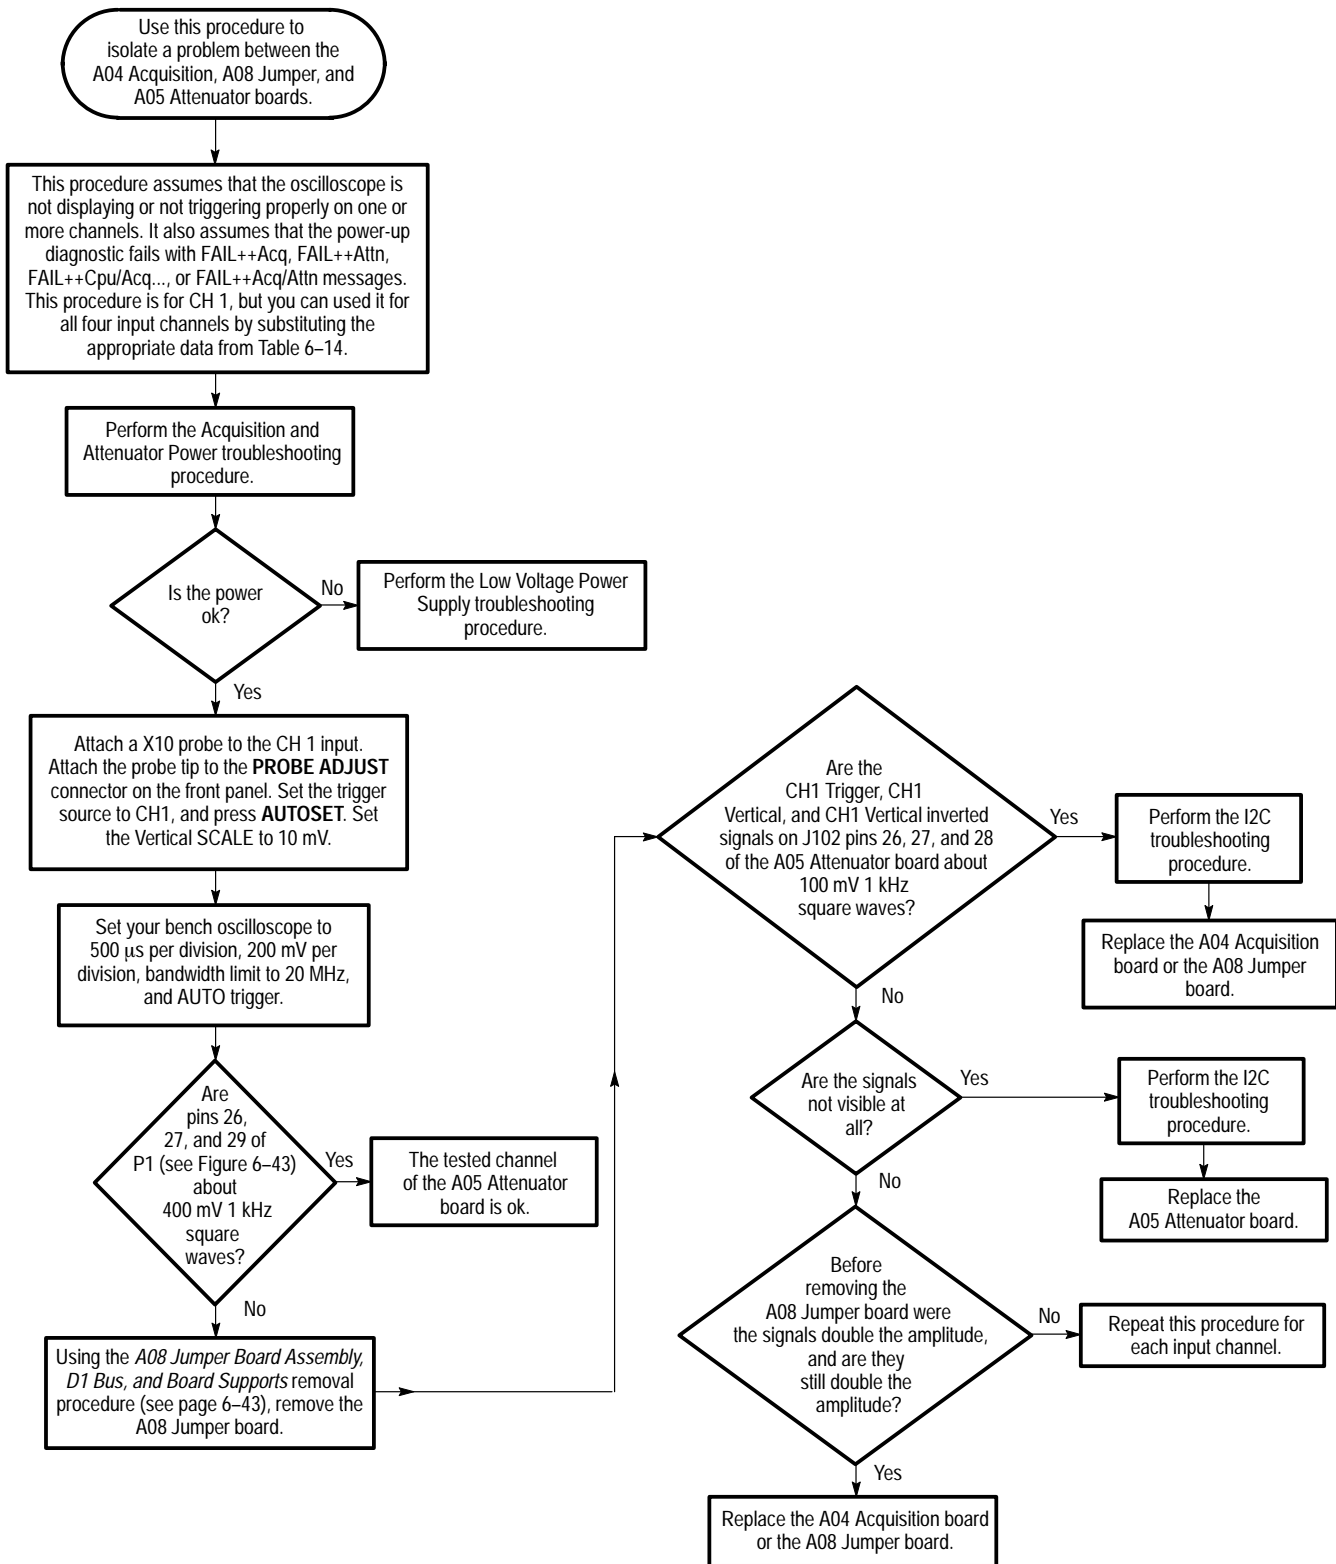 Use this procedure to
isolate a problem between the
A04 Acquisition, A08 Jumper, and
A05 Attenuator boards.
This procedure assumes that the oscilloscope is
not displaying or not triggering properly on one or
more channels. It also assumes that the power-up
diagnostic fails with FAIL++Acq, FAIL++Attn,
FAIL++Cpu/Acq..., or FAIL++Acq/Attn messages.
This procedure is for CH 1, but you can used it for
all four input channels by substituting the
appropriate data from Table 6–14.
Perform the Acquisition and
Attenuator Power troubleshooting
procedure.
Is the power
ok?
No
Perform the Low Voltage Power
Supply troubleshooting
procedure.
Yes
Attach a X10 probe to the CH 1 input.
Attach the probe tip to the PROBE ADJUST
connector on the front panel. Set the trigger
source to CH1, and press AUTOSET. Set
the Vertical SCALE to 10 mV.
Set your bench oscilloscope to
500 µs per division, 200 mV per
division, bandwidth limit to 20 MHz,
and AUTO trigger.
Are
pins 26,
27, and 29 of
P1 (see Figure 6–43)
about
400 mV 1 kHz
square
waves?
Yes
The tested channel
of the A05 Attenuator
board is ok.
No
Using the A08 Jumper Board Assembly,
D1 Bus, and Board Supports removal
procedure (see page 6–43), remove the
A08 Jumper board.
Are the
CH1 Trigger, CH1
Vertical, and CH1 Vertical inverted
signals on J102 pins 26, 27, and 28
of the A05 Attenuator board about
100 mV 1 kHz
square waves?
Yes
Perform the I2C
troubleshooting
procedure.
Replace the A04 Acquisition
board or the A08 Jumper
board.
No
Are the signals
not visible at
all?
Yes
Perform the I2C
troubleshooting
procedure.
Replace the
A05 Attenuator board.
No
Before
removing the
A08 Jumper board were
the signals double the amplitude,
and are they
still double the
amplitude?
No
Repeat this procedure for
each input channel.
Yes
Replace the A04 Acquisition board
or the A08 Jumper board.